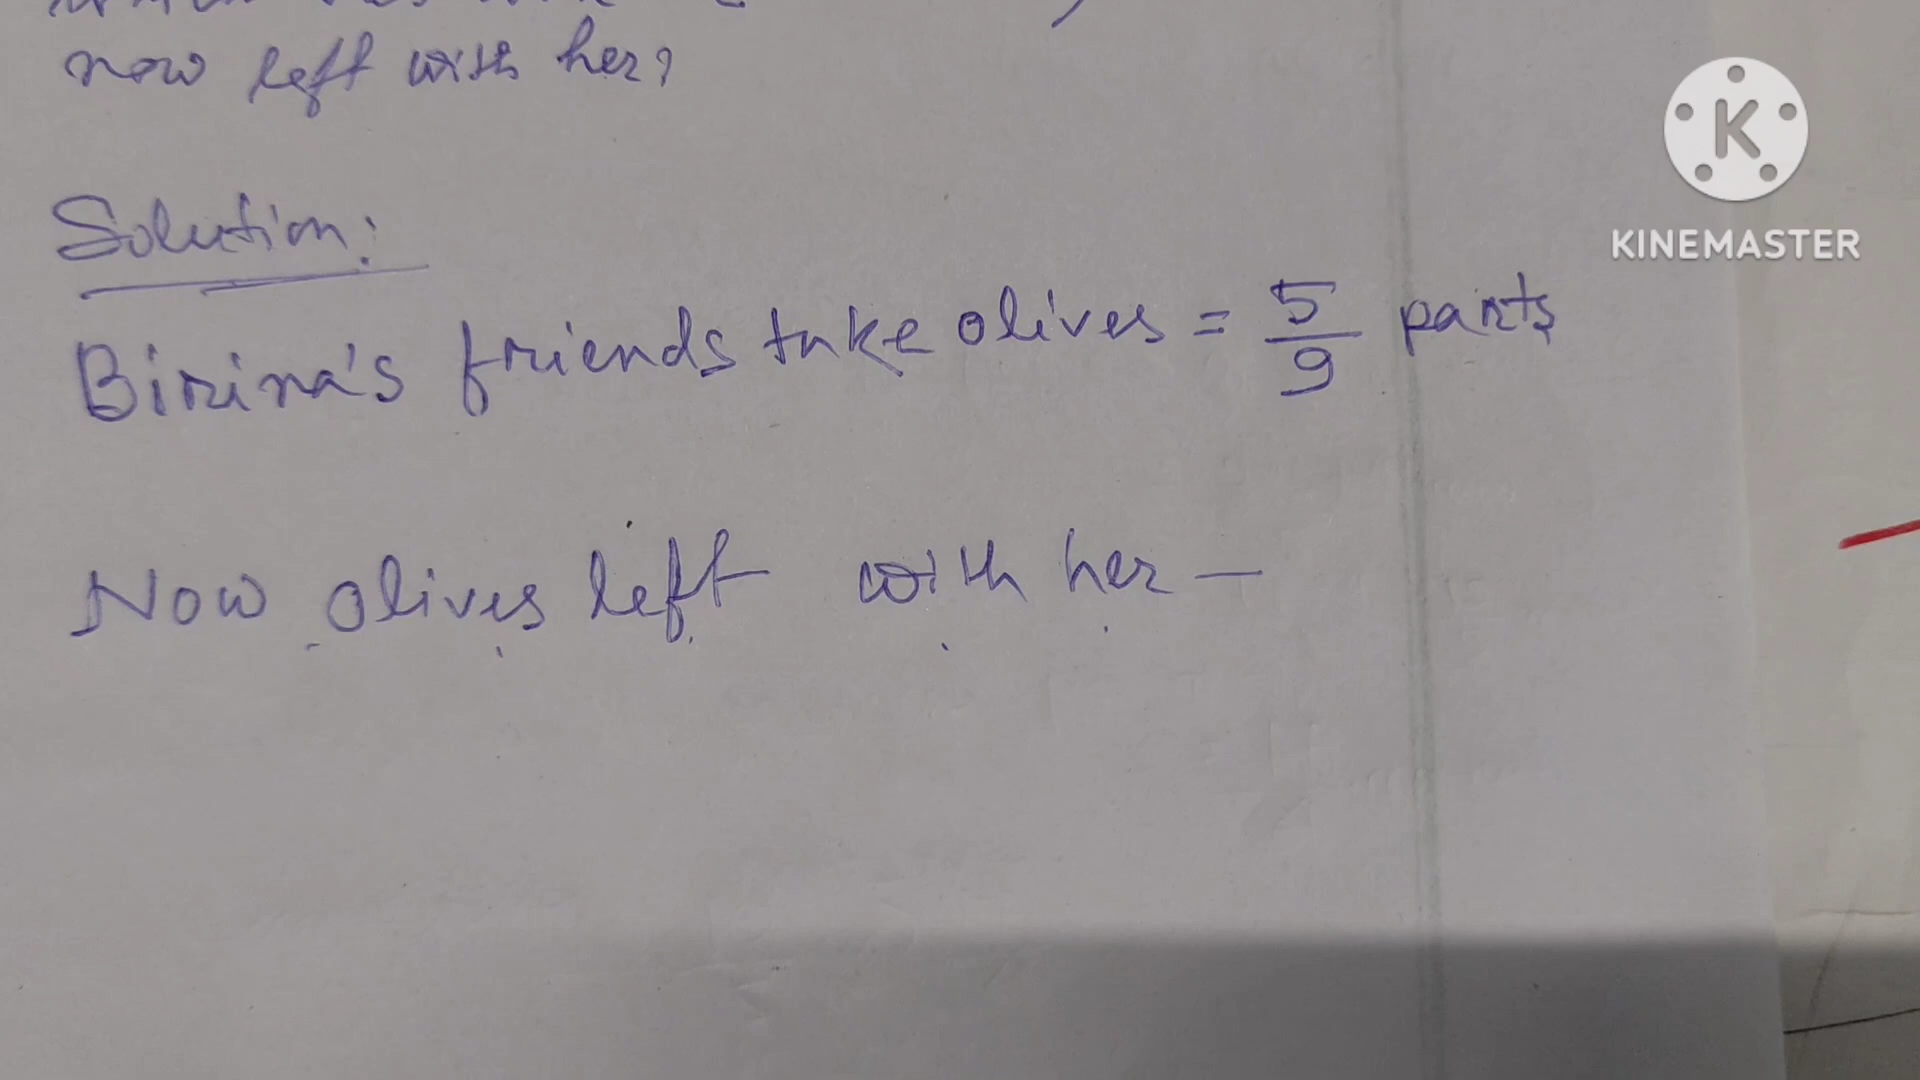 now left with her?
K
KINEMASTER
Solution:
Birina's friends take olives = 5/9 parts
Now olives left with her —